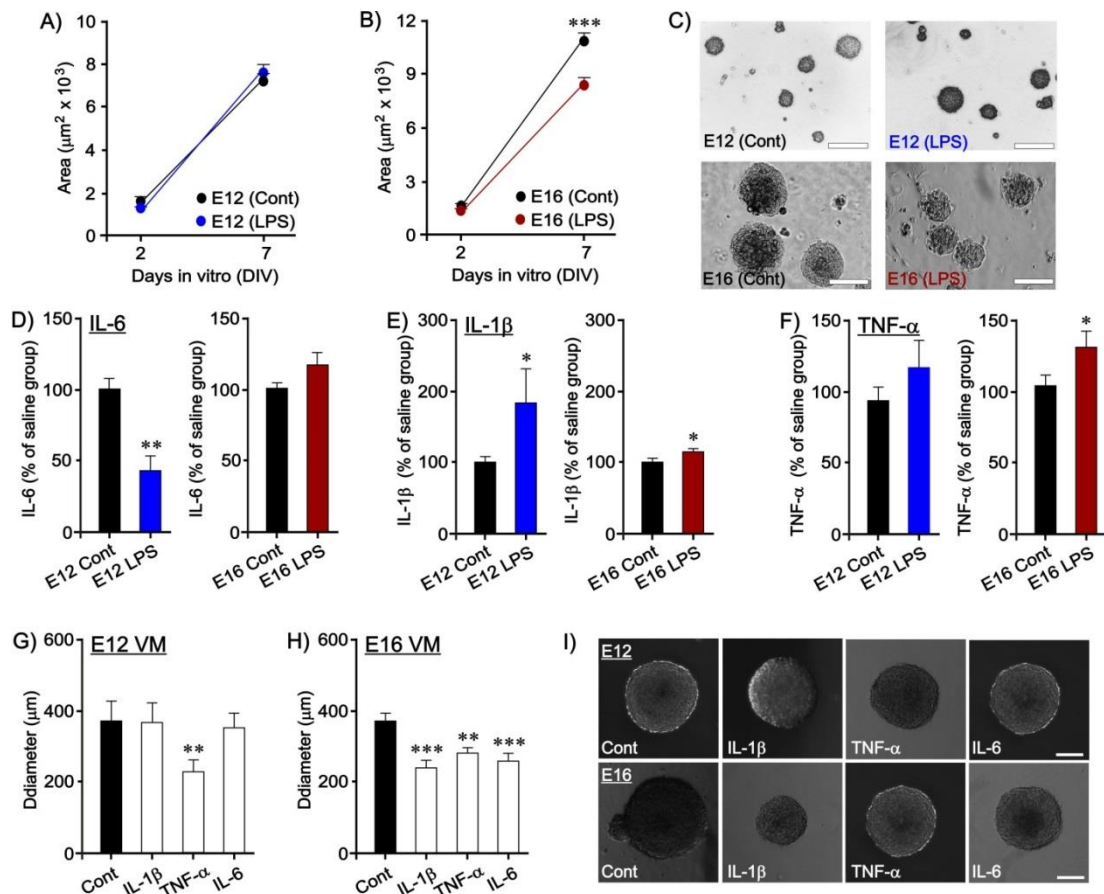 A)
Area (μm² x 10³)
10
8
6
4
2
0
E12 (Cont)
E12 (LPS)
2
7
Days in vitro (DIV)
B)
Area (μm² x 10³)
12
9
6
3
0
***
E16 (Cont)
E16 (LPS)
2
7
Days in vitro (DIV)
C)
E12 (Cont)
E12 (LPS)
E16 (Cont)
E16 (LPS)
D)
IL-6
IL-6 (% of saline group)
150
100
50
0
**
E12 Cont
E12 LPS
IL-6 (% of saline group)
150
100
50
0
E16 Cont
E16 LPS
E)
IL-1β
IL-1β (% of saline group)
300
200
100
0
*
E12 Cont
E12 LPS
IL-1β (% of saline group)
300
200
100
0
*
E16 Cont
E16 LPS
F)
TNF-α
TNF-α (% of saline group)
150
100
50
0
E12 Cont
E12 LPS
TNF-α (% of saline group)
150
100
50
0
*
E16 Cont
E16 LPS
G)
E12 VM
Ddiameter (μm)
600
400
200
0
**
Cont
IL-1β
TNF-α
IL-6
H)
E16 VM
Ddiameter (μm)
600
400
200
0
***
**
***
Cont
IL-1β
TNF-α
IL-6
I)
E12
Cont
IL-1β
TNF-α
IL-6
E16
Cont
IL-1β
TNF-α
IL-6